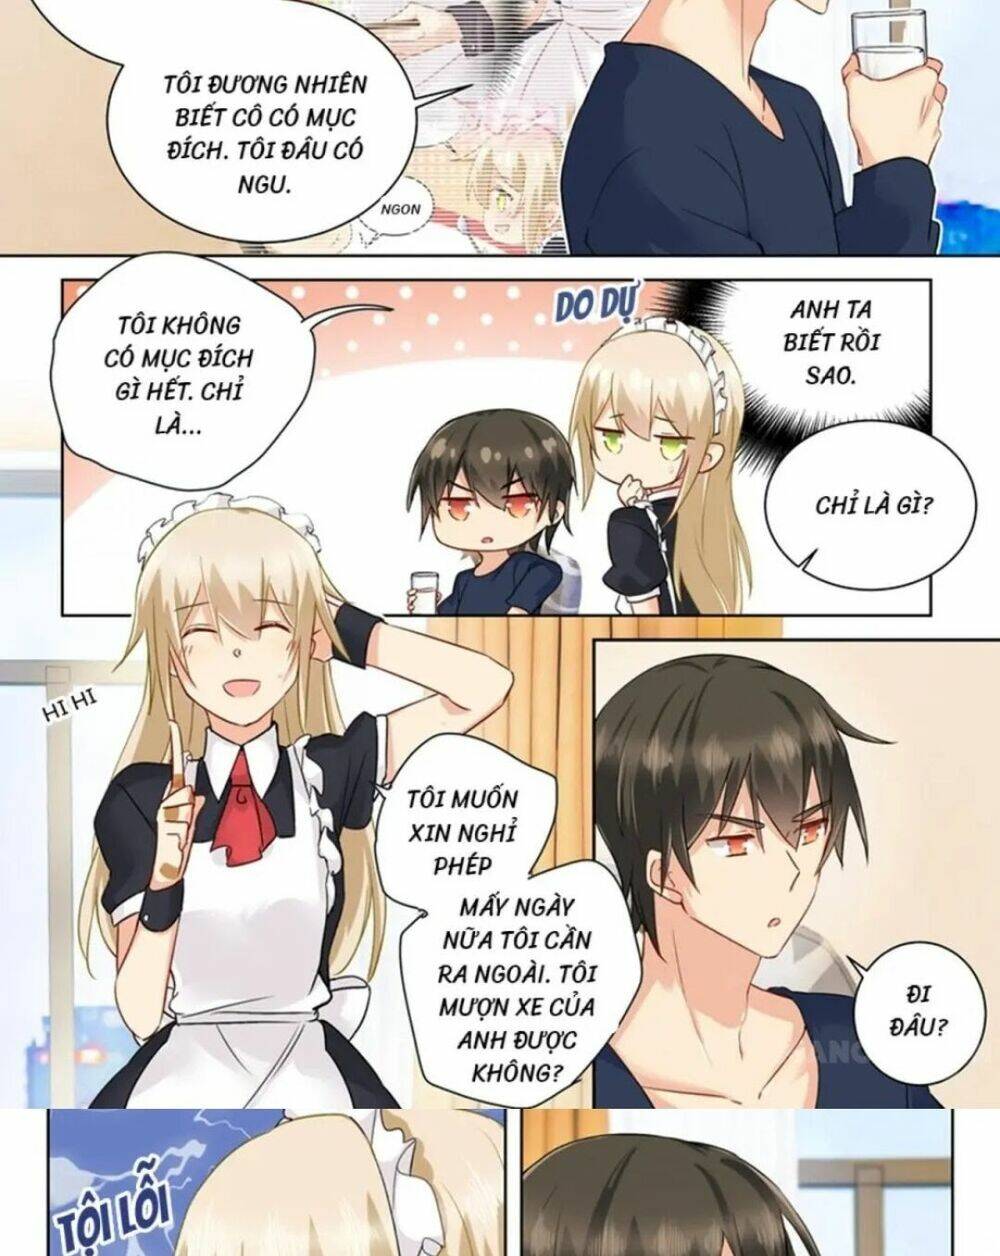 TÔI ĐƯƠNG NHIÊN
BIẾT CÔ CÓ MỤC
ĐÍCH. TÔI ĐÂU CÓ
NGU.
NGON
TÔI KHÔNG
CÓ MỤC ĐÍCH
GÌ HẾT. CHỈ
LÀ...
DO DỰ
ANH TA
BIẾT RỒI
SAO.
CHỈ LÀ GÌ?
HI HI
TÔI MUỐN
XIN NGHỈ
PHÉP
MẤY NGÀY
NỮA TÔI CẦN
RA NGOÀI. TÔI
MƯỢN XE CỦA
ANH ĐƯỢC
KHÔNG?
ĐI
ĐÂU?
TỘI LỖI